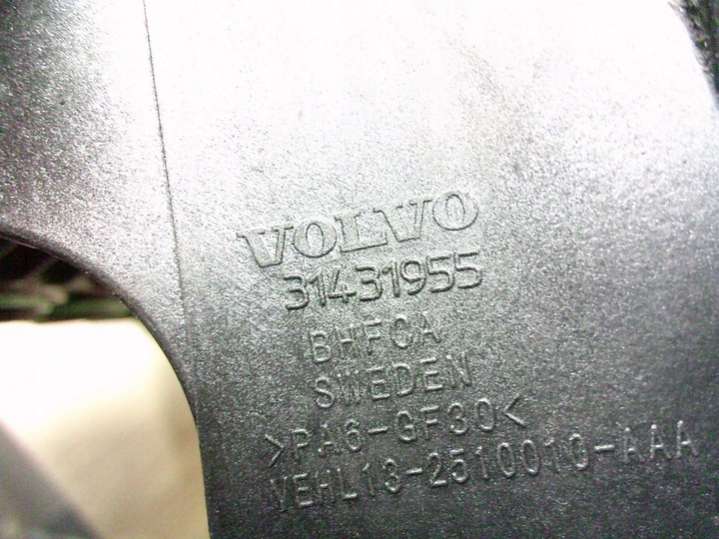 VOLVO
31431955
BHFCA
SWEDEN
>PA6-GF30<
VEHL13-2510010-AAA